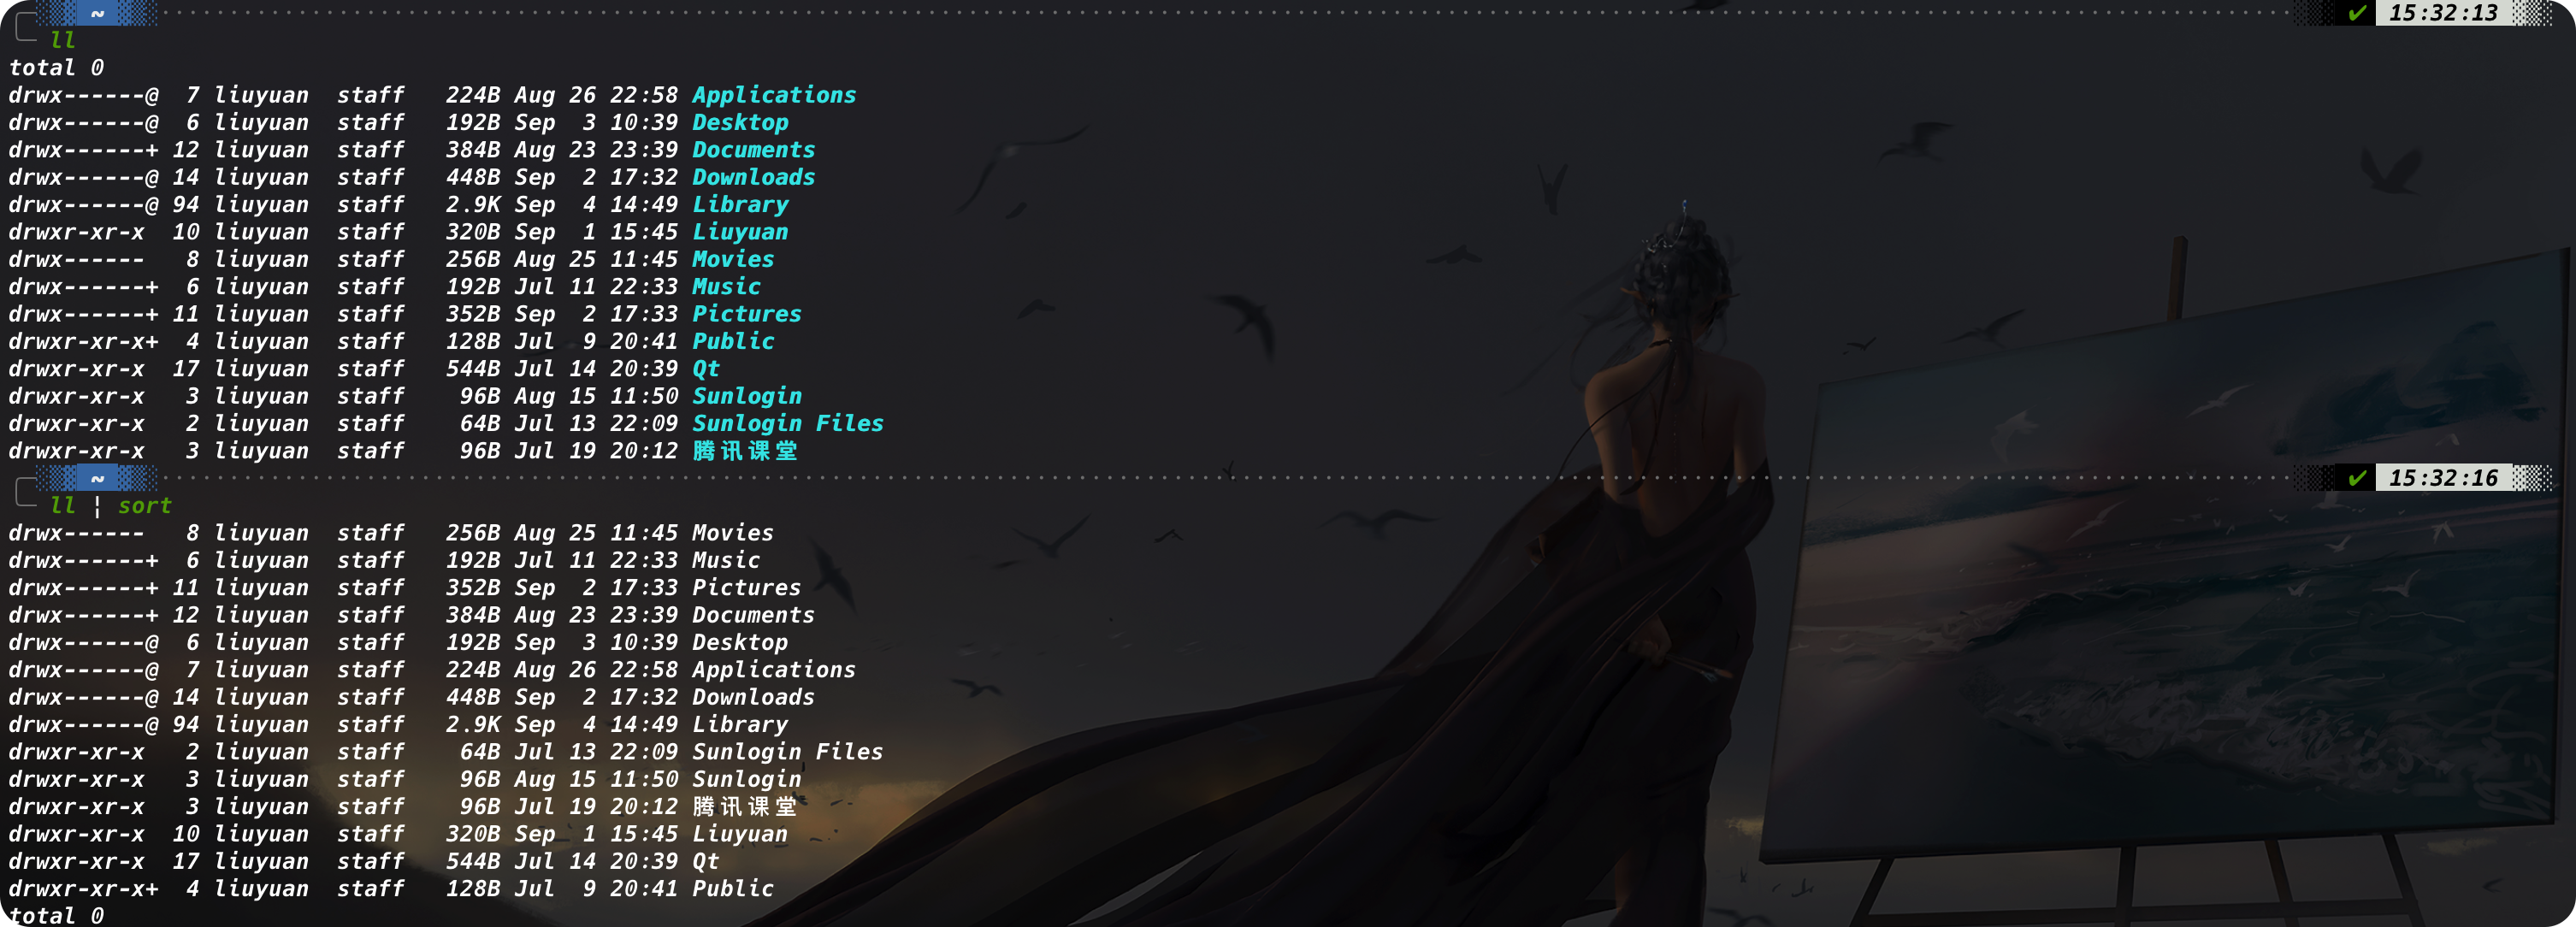 ~ ✔ 15:32:13
ll
total 0
drwx------@  7 liuyuan  staff   224B Aug 26 22:58 Applications
drwx------@  6 liuyuan  staff   192B Sep  3 10:39 Desktop
drwx------+ 12 liuyuan  staff   384B Aug 23 23:39 Documents
drwx------@ 14 liuyuan  staff   448B Sep  2 17:32 Downloads
drwx------@ 94 liuyuan  staff   2.9K Sep  4 14:49 Library
drwxr-xr-x  10 liuyuan  staff   320B Sep  1 15:45 Liuyuan
drwx------   8 liuyuan  staff   256B Aug 25 11:45 Movies
drwx------+  6 liuyuan  staff   192B Jul 11 22:33 Music
drwx------+ 11 liuyuan  staff   352B Sep  2 17:33 Pictures
drwxr-xr-x+  4 liuyuan  staff   128B Jul  9 20:41 Public
drwxr-xr-x  17 liuyuan  staff   544B Jul 14 20:39 Qt
drwxr-xr-x   3 liuyuan  staff    96B Aug 15 11:50 Sunlogin
drwxr-xr-x   2 liuyuan  staff    64B Jul 13 22:09 Sunlogin Files
drwxr-xr-x   3 liuyuan  staff    96B Jul 19 20:12 腾讯课堂
~ ✔ 15:32:16
ll | sort
drwx------   8 liuyuan  staff   256B Aug 25 11:45 Movies
drwx------+  6 liuyuan  staff   192B Jul 11 22:33 Music
drwx------+ 11 liuyuan  staff   352B Sep  2 17:33 Pictures
drwx------+ 12 liuyuan  staff   384B Aug 23 23:39 Documents
drwx------@  6 liuyuan  staff   192B Sep  3 10:39 Desktop
drwx------@  7 liuyuan  staff   224B Aug 26 22:58 Applications
drwx------@ 14 liuyuan  staff   448B Sep  2 17:32 Downloads
drwx------@ 94 liuyuan  staff   2.9K Sep  4 14:49 Library
drwxr-xr-x   2 liuyuan  staff    64B Jul 13 22:09 Sunlogin Files
drwxr-xr-x   3 liuyuan  staff    96B Aug 15 11:50 Sunlogin
drwxr-xr-x   3 liuyuan  staff    96B Jul 19 20:12 腾讯课堂
drwxr-xr-x  10 liuyuan  staff   320B Sep  1 15:45 Liuyuan
drwxr-xr-x  17 liuyuan  staff   544B Jul 14 20:39 Qt
drwxr-xr-x+  4 liuyuan  staff   128B Jul  9 20:41 Public
total 0